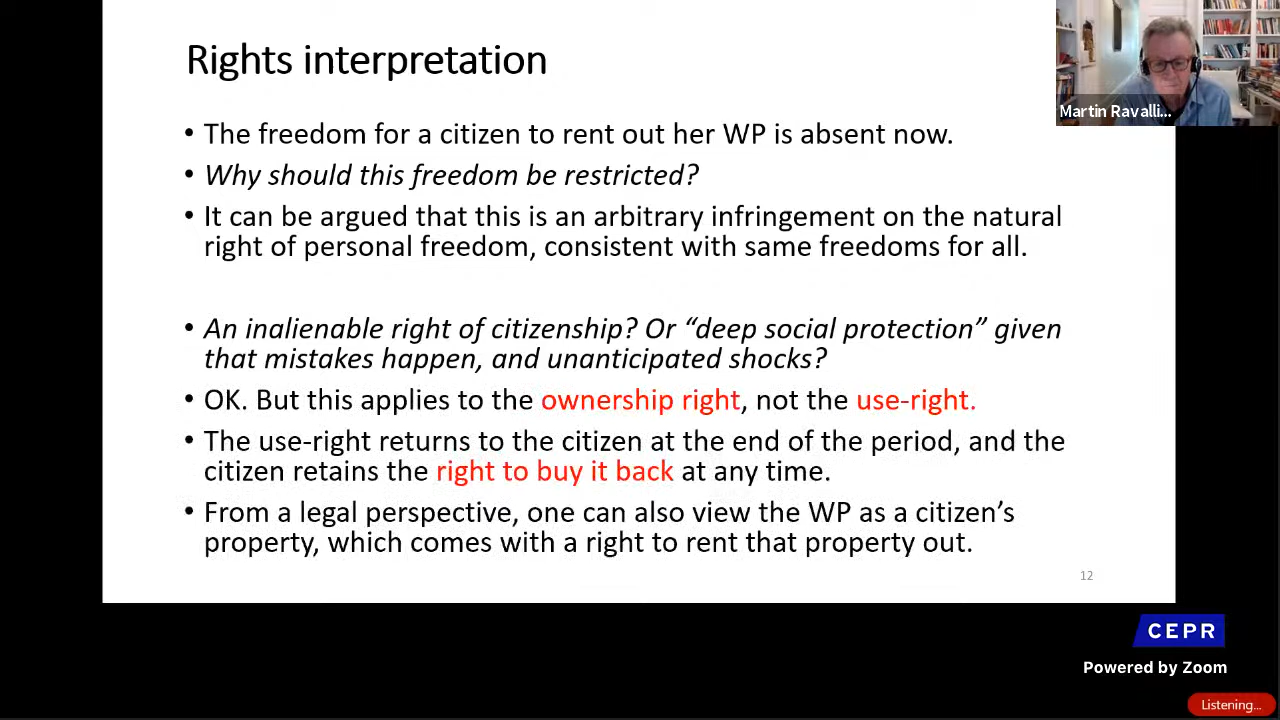 Rights interpretation
Martin Ravalli...
• The freedom for a citizen to rent out her WP is absent now.
• Why should this freedom be restricted?
• It can be argued that this is an arbitrary infringement on the natural
right of personal freedom, consistent with same freedoms for all.
• An inalienable right of citizenship? Or “deep social protection” given
that mistakes happen, and unanticipated shocks?
• OK. But this applies to the ownership right, not the use-right.
• The use-right returns to the citizen at the end of the period, and the
citizen retains the right to buy it back at any time.
• From a legal perspective, one can also view the WP as a citizen’s
property, which comes with a right to rent that property out.
12
CEPR
Powered by Zoom
Listening...